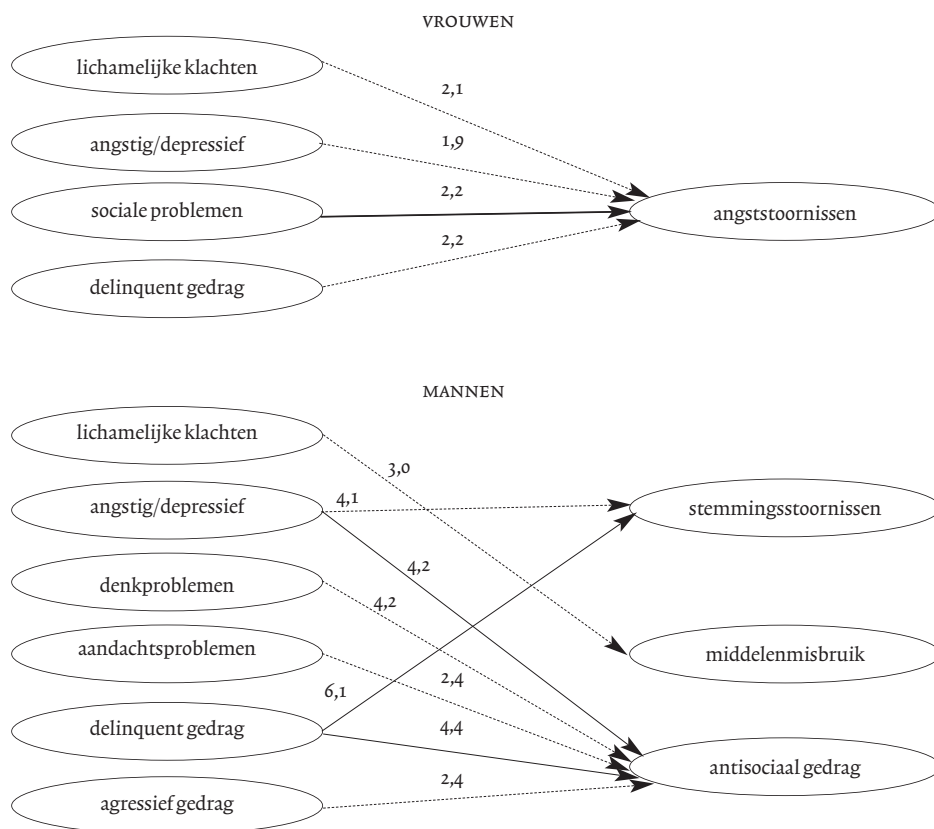 VROUWEN
lichamelijke klachten
2,1
angstig/depressief
1,9
sociale problemen
2,2
angststoornissen
2,2
delinquent gedrag
MANNEN
lichamelijke klachten
3,0
angstig/depressief
4,1
stemmingsstoornissen
4,2
denkproblemen
4,2
aandachtsproblemen
middelenmisbruik
2,4
6,1
delinquent gedrag
4,4
antisociaal gedrag
2,4
agressief gedrag